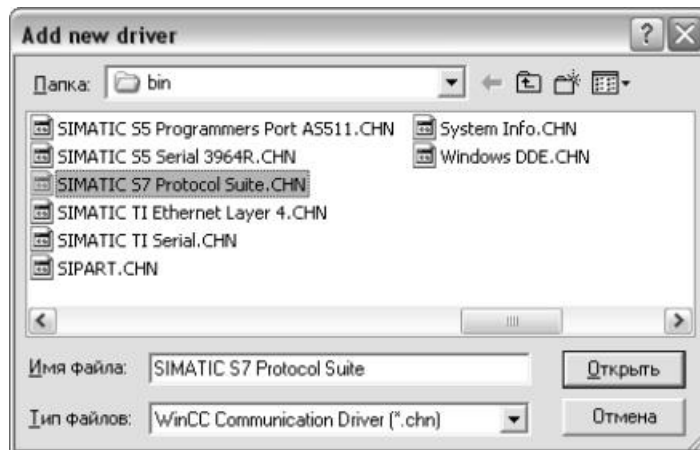 Add new driver
Папка: bin
SIMATIC S5 Programmers Port AS511.CHN
SIMATIC S5 Serial 3964R.CHN
SIMATIC S7 Protocol Suite.CHN
SIMATIC TI Ethernet Layer 4.CHN
SIMATIC TI Serial.CHN
SIPART.CHN
System Info.CHN
Windows DDE.CHN
Имя файла: SIMATIC S7 Protocol Suite Открыть
Тип файлов: WinCC Communication Driver (*.chn) Отмена